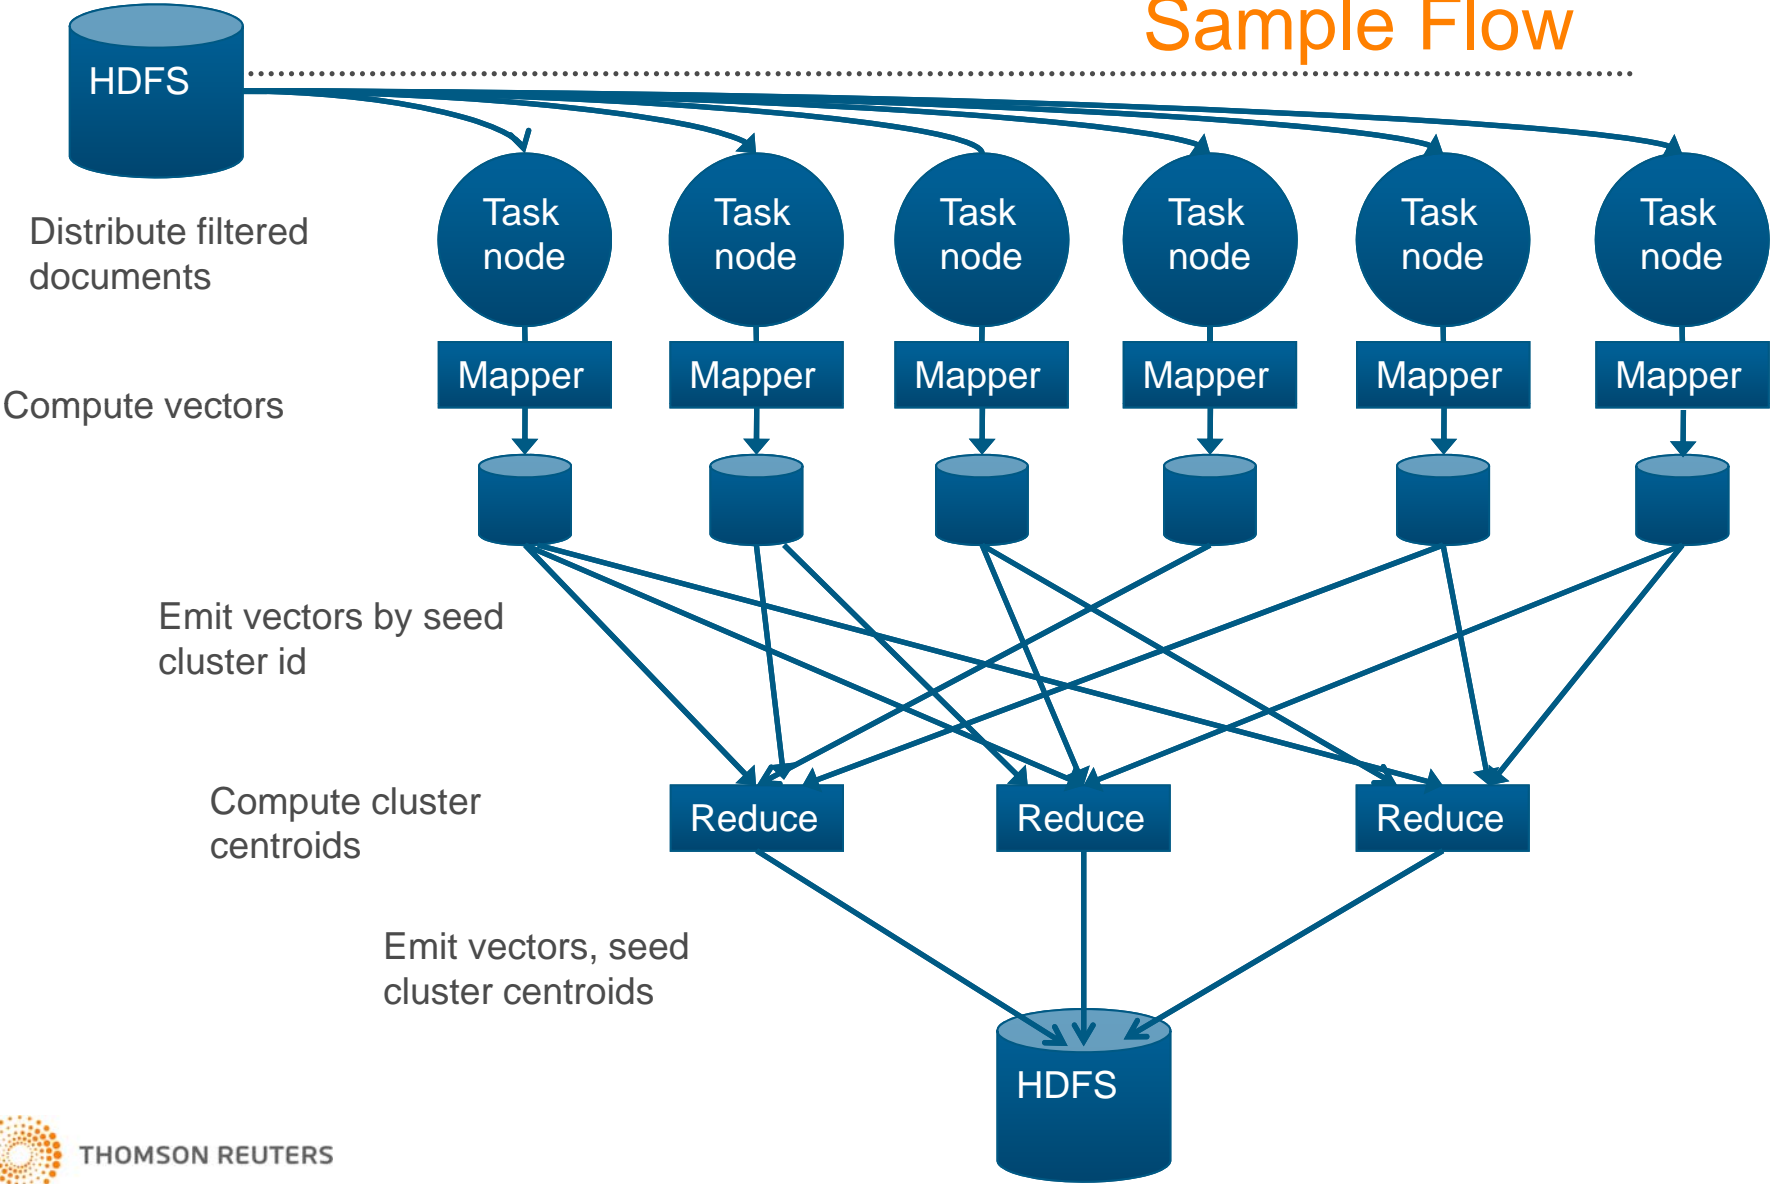 Sample Flow
HDFS
Distribute filtered
documents
Task
node
Task
node
Task
node
Task
node
Task
node
Task
node
Compute vectors
Mapper
Mapper
Mapper
Mapper
Mapper
Mapper
Emit vectors by seed
cluster id
Compute cluster
centroids
Reduce
Reduce
Reduce
Emit vectors, seed
cluster centroids
HDFS
THOMSON REUTERS